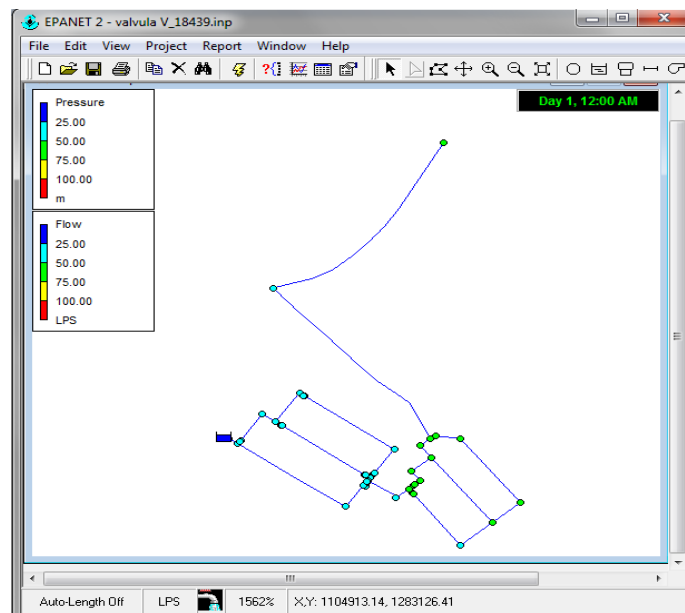 EPANET 2 - valvula V_18439.inp
File Edit View Project Report Window Help
Day 1, 12:00 AM
Pressure
25.00
50.00
75.00
100.00
m
Flow
25.00
50.00
75.00
100.00
LPS
Auto-Length Off LPS 1562% X,Y: 1104913.14, 1283126.41